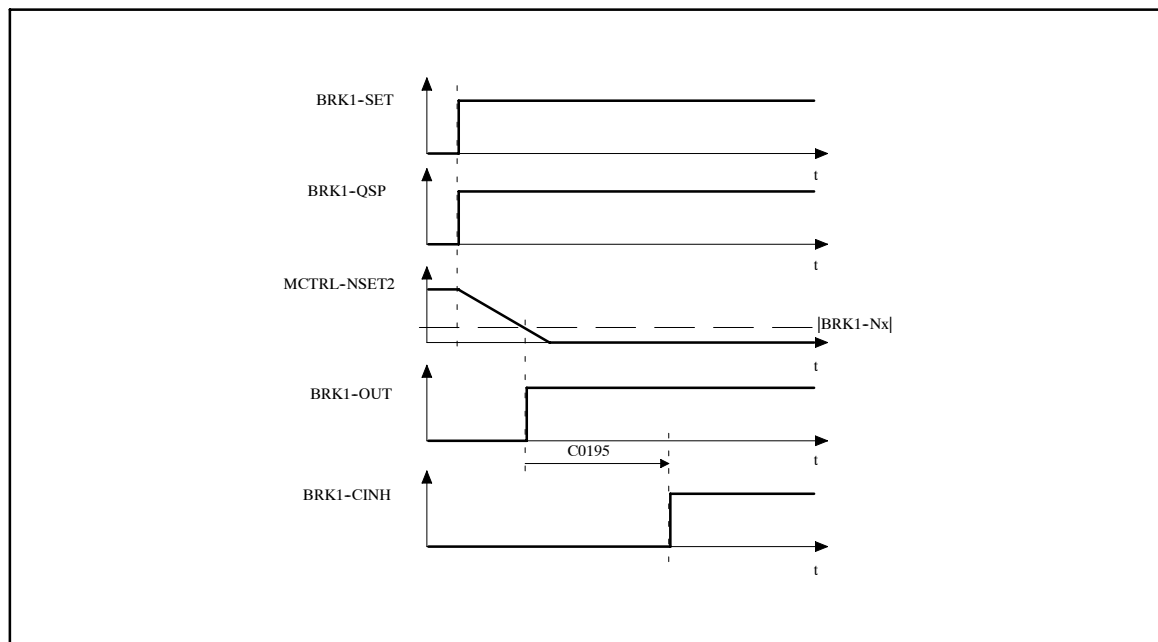 BRK1-SET
t
BRK1-QSP
t
MCTRL-NSET2
|BRK1-Nx|
t
BRK1-OUT
t
C0195
BRK1-CINH
t